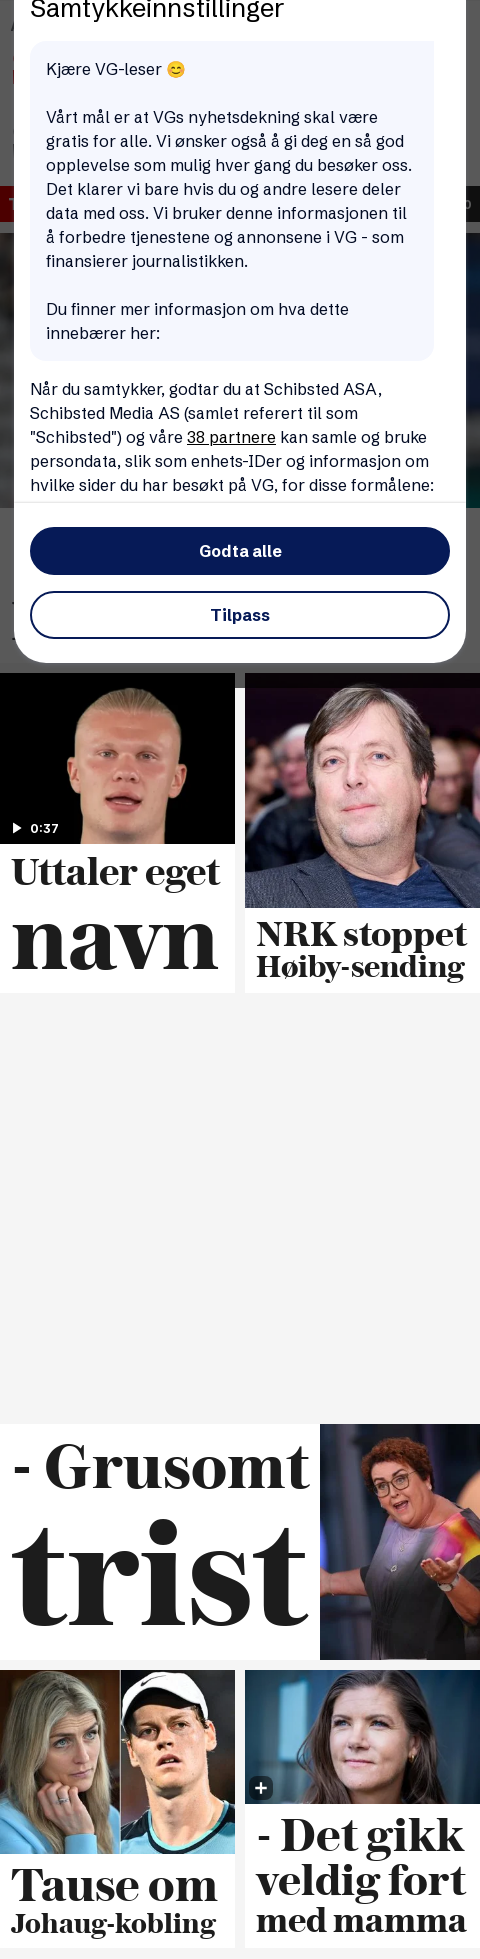 Samtykkeinnstillinger
Kjære VG-leser 😊
Vårt mål er at VGs nyhetsdekning skal være
gratis for alle. Vi ønsker også å gi deg en så god
opplevelse som mulig hver gang du besøker oss.
Det klarer vi bare hvis du og andre lesere deler
data med oss. Vi bruker denne informasjonen til
å forbedre tjenestene og annonsene i VG - som
finansierer journalistikken.
Du finner mer informasjon om hva dette
innebærer her:
Når du samtykker, godtar du at Schibsted ASA,
Schibsted Media AS (samlet referert til som
"Schibsted") og våre 38 partnere kan samle og bruke
persondata, slik som enhets-IDer og informasjon om
hvilke sider du har besøkt på VG, for disse formålene:
Godta alle
Tilpass
0:37
Uttaler eget
navn
NRK stoppet
Høiby-sending
- Grusomt
trist
Tause om
Johaug-kobling
- Det gikk
veldig fort
med mamma